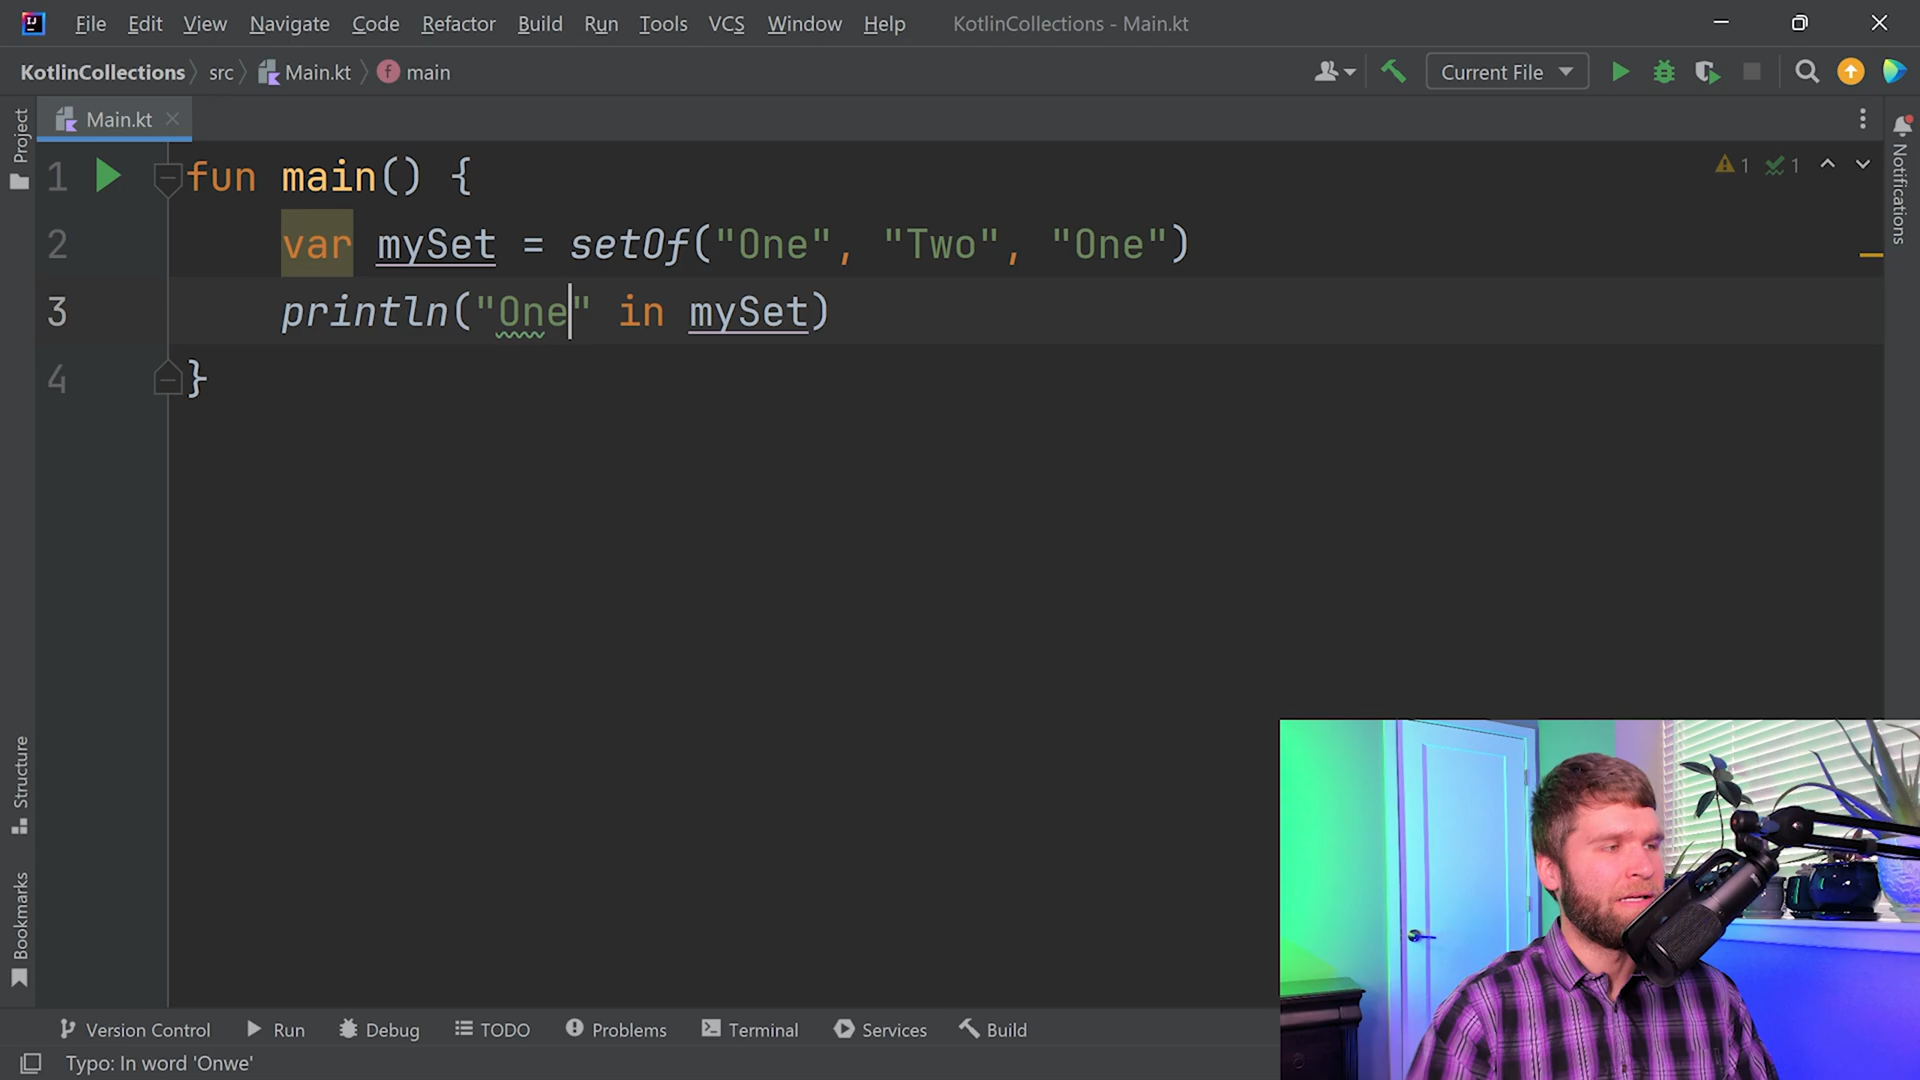 File Edit View Navigate Code Refactor Build Run Tools VCS Window Help KotlinCollections - Main.kt
KotlinCollections src Main.kt main
Current File
Project
Main.kt
Notifications
1 fun main() {
1 1
2 var mySet = setOf("One", "Two", "One")
3 println("One" in mySet)
4 }
Structure
Bookmarks
Version Control Run Debug TODO Problems Terminal Services Build
Typo: In word 'Onwe'